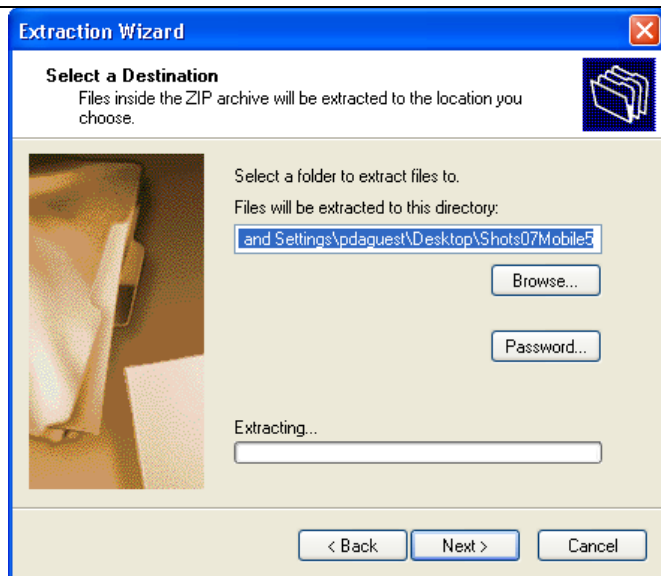 Extraction Wizard
Select a Destination
Files inside the ZIP archive will be extracted to the location you
choose.
Select a folder to extract files to.
Files will be extracted to this directory:
and Settings\pdaguest\Desktop\Shots07Mobile5
Browse...
Password...
Extracting...
< Back Next > Cancel